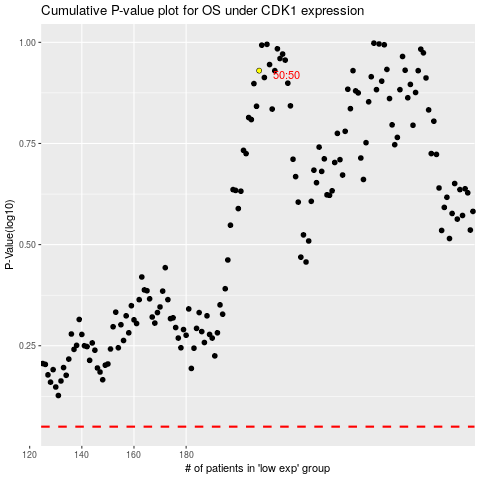 Cumulative P-value plot for OS under CDK1 expression
1.00
0.75
0.50
0.25
P-Value(log10)
50:50
120 140 160 180
# of patients in 'low exp' group